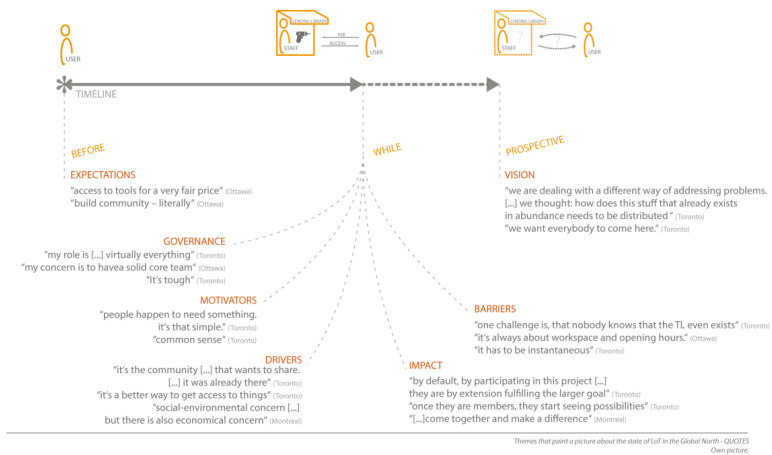 LENDING LIBRARY
STAFF
FEE
ACCESS
USER
USER
LENDING LIBRARY
STAFF
?
?
USER
TIMELINE
BEFORE
WHILE
PROSPECTIVE
EXPECTATIONS
"access to tools for a very fair price" (Ottawa)
"build community – literally" (Ottawa)
VISION
"we are dealing with a different way of addressing problems.
[...] we thought: how does this stuff that already exists
in abundance needs to be distributed" (Toronto)
"we want everybody to come here." (Toronto)
GOVERNANCE
"my role is [...] virtually everything" (Toronto)
"my concern is to havea solid core team" (Ottawa)
"It's tough" (Toronto)
MOTIVATORS
"people happen to need something.
it's that simple." (Toronto)
"common sense" (Toronto)
BARRIERS
"one challenge is, that nobody knows that the TL even exists" (Toronto)
"it's always about workspace and opening hours." (Ottawa)
"it has to be instantaneous" (Toronto)
DRIVERS
"it's the community [...] that wants to share.
[...] it was already there" (Toronto)
"it's a better way to get access to things" (Toronto)
"social-environmental concern [...]
but there is also economical concern" (Montreal)
IMPACT
"by default, by participating in this project [...]
they are by extension fulfilling the larger goal" (Toronto)
"once they are members, they start seeing possibilities" (Toronto)
"[...]come together and make a difference" (Montreal)
Themes that paint a picture about the state of LoT in the Global North - QUOTES
Own picture.